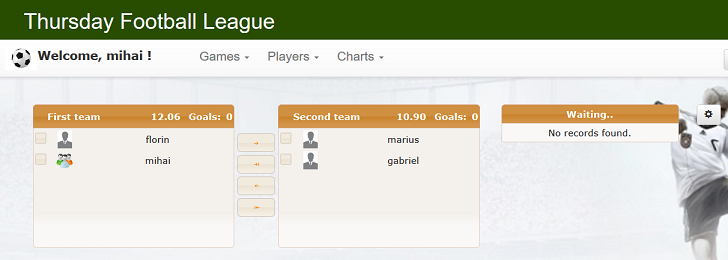 Thursday Football League
Welcome, mihai !
Games
Players
Charts
First team 12.06 Goals: 0
florin
mihai
Second team 10.90 Goals: 0
marius
gabriel
Waiting..
No records found.